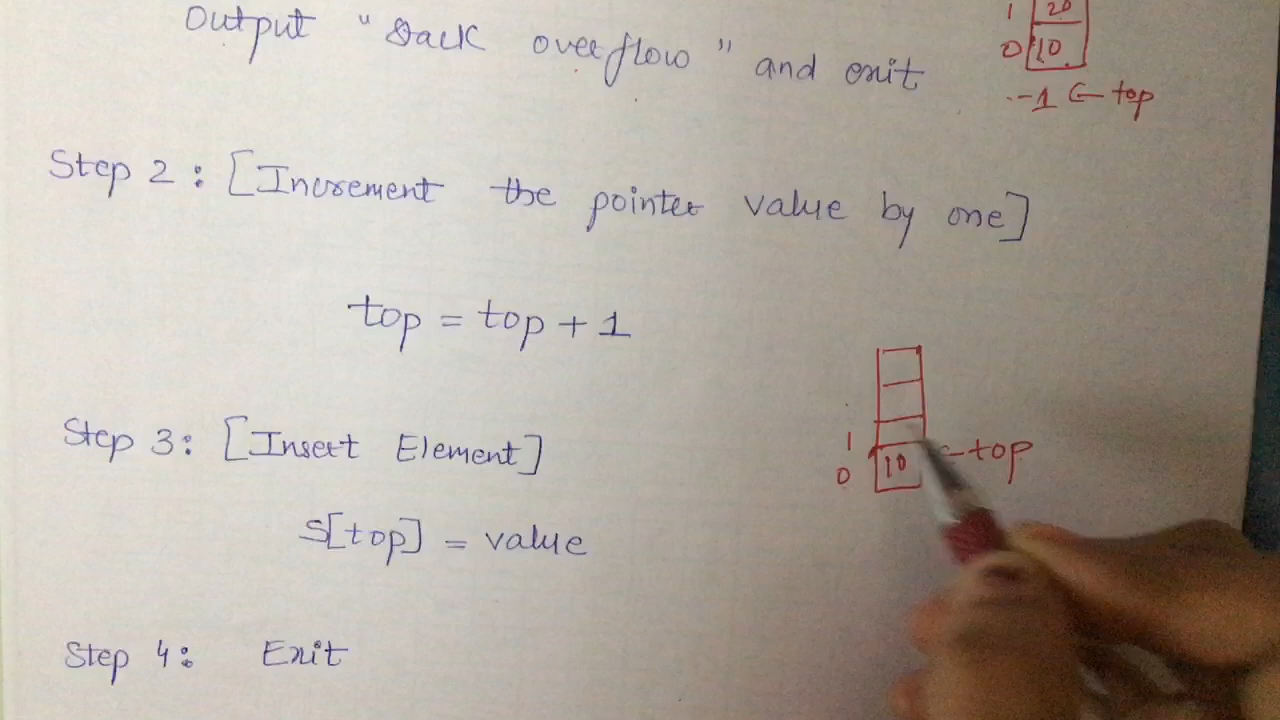 Output "Stack overflow" and exit
1 20
0 10
-1 ← top
Step 2: [Increment the pointer value by one]
top = top + 1
Step 3: [Insert Element]
1
0 10 ← top
S[top] = value
Step 4: Exit